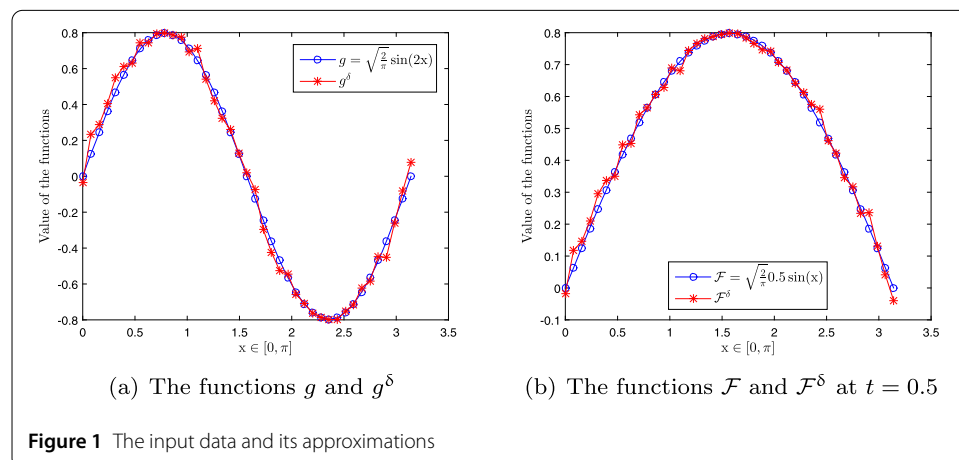 0.8
0.6
0.4
0.2
0
-0.2
-0.4
-0.6
-0.8
Value of the functions
0 0.5 1 1.5 2 2.5 3 3.5
x ∈ [0, π]
g = √(2/π) sin(2x)
g^δ
(a) The functions g and g^δ
0.8
0.7
0.6
0.5
0.4
0.3
0.2
0.1
0
-0.1
Value of the functions
0 0.5 1 1.5 2 2.5 3 3.5
x ∈ [0, π]
ℱ = √(2/π) 0.5 sin(x)
ℱ^δ
(b) The functions ℱ and ℱ^δ at t = 0.5
Figure 1 The input data and its approximations